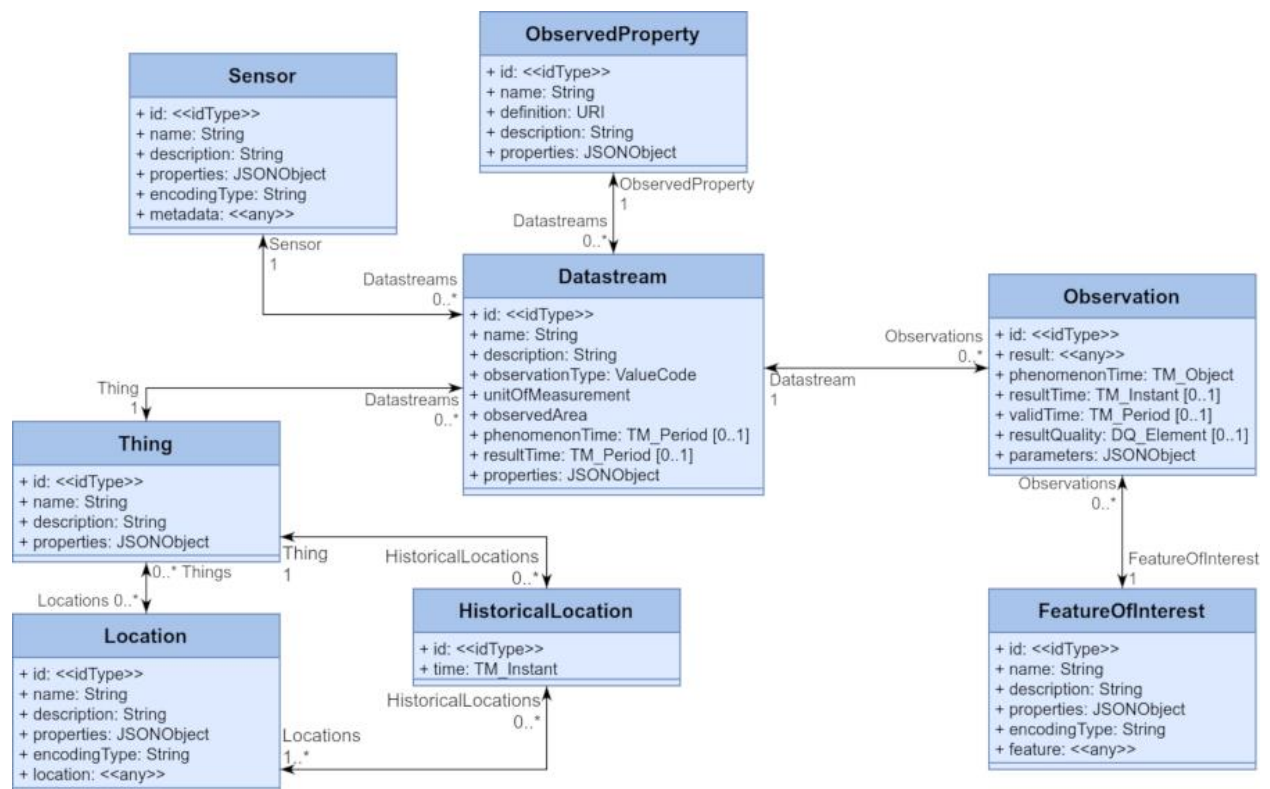 ObservedProperty
+ id: <<idType>>
+ name: String
+ definition: URI
+ description: String
+ properties: JSONObject
Sensor
+ id: <<idType>>
+ name: String
+ description: String
+ properties: JSONObject
+ encodingType: String
+ metadata: <<any>>
ObservedProperty
1
Datastreams
0..*
Sensor
1
Datastreams
0..*
Datastream
+ id: <<idType>>
+ name: String
+ description: String
+ observationType: ValueCode
+ unitOfMeasurement
+ observedArea
+ phenomenonTime: TM_Period [0..1]
+ resultTime: TM_Period [0..1]
+ properties: JSONObject
Observations
0..*
Datastream
1
Observation
+ id: <<idType>>
+ result: <<any>>
+ phenomenonTime: TM_Object
+ resultTime: TM_Instant [0..1]
+ validTime: TM_Period [0..1]
+ resultQuality: DQ_Element [0..1]
+ parameters: JSONObject
Thing
1
Datastreams
0..*
Thing
+ id: <<idType>>
+ name: String
+ description: String
+ properties: JSONObject
Observations
0..*
FeatureOfInterest
1
Thing
1
HistoricalLocations
0..*
0..* Things
Locations 0..*
Location
+ id: <<idType>>
+ name: String
+ description: String
+ properties: JSONObject
+ encodingType: String
+ location: <<any>>
HistoricalLocation
+ id: <<idType>>
+ time: TM_Instant
HistoricalLocations
0..*
Locations
1..*
FeatureOfInterest
+ id: <<idType>>
+ name: String
+ description: String
+ properties: JSONObject
+ encodingType: String
+ feature: <<any>>